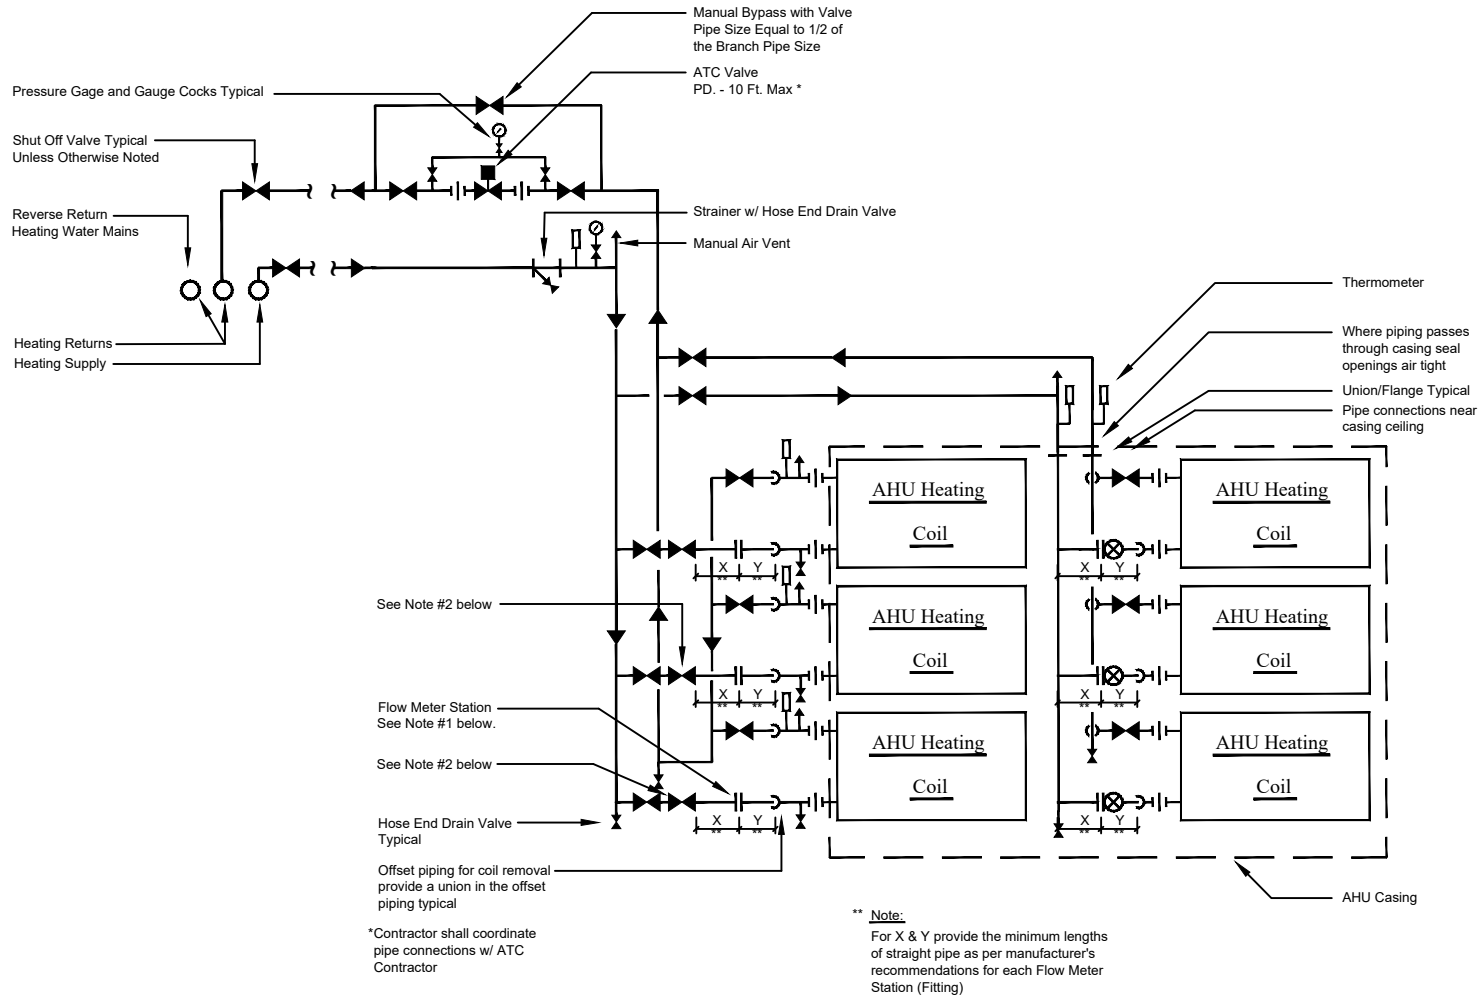 Manual Bypass with Valve
Pipe Size Equal to 1/2 of
the Branch Pipe Size
ATC Valve
PD. - 10 Ft. Max *
Pressure Gage and Gauge Cocks Typical
Shut Off Valve Typical
Unless Otherwise Noted
Reverse Return
Heating Water Mains
Strainer w/ Hose End Drain Valve
Manual Air Vent
Heating Returns
Heating Supply
Thermometer
Where piping passes
through casing seal
openings air tight
Union/Flange Typical
Pipe connections near
casing ceiling
AHU Heating
Coil
AHU Heating
Coil
X Y
** **
X Y
** **
See Note #2 below
AHU Heating
Coil
AHU Heating
Coil
X Y
** **
X Y
** **
Flow Meter Station
See Note #1 below.
AHU Heating
Coil
AHU Heating
Coil
See Note #2 below
X Y
** **
X Y
** **
Hose End Drain Valve
Typical
Offset piping for coil removal
provide a union in the offset
piping typical
AHU Casing
*Contractor shall coordinate
pipe connections w/ ATC
Contractor
** Note:
For X & Y provide the minimum lengths
of straight pipe as per manufacturer's
recommendations for each Flow Meter
Station (Fitting)